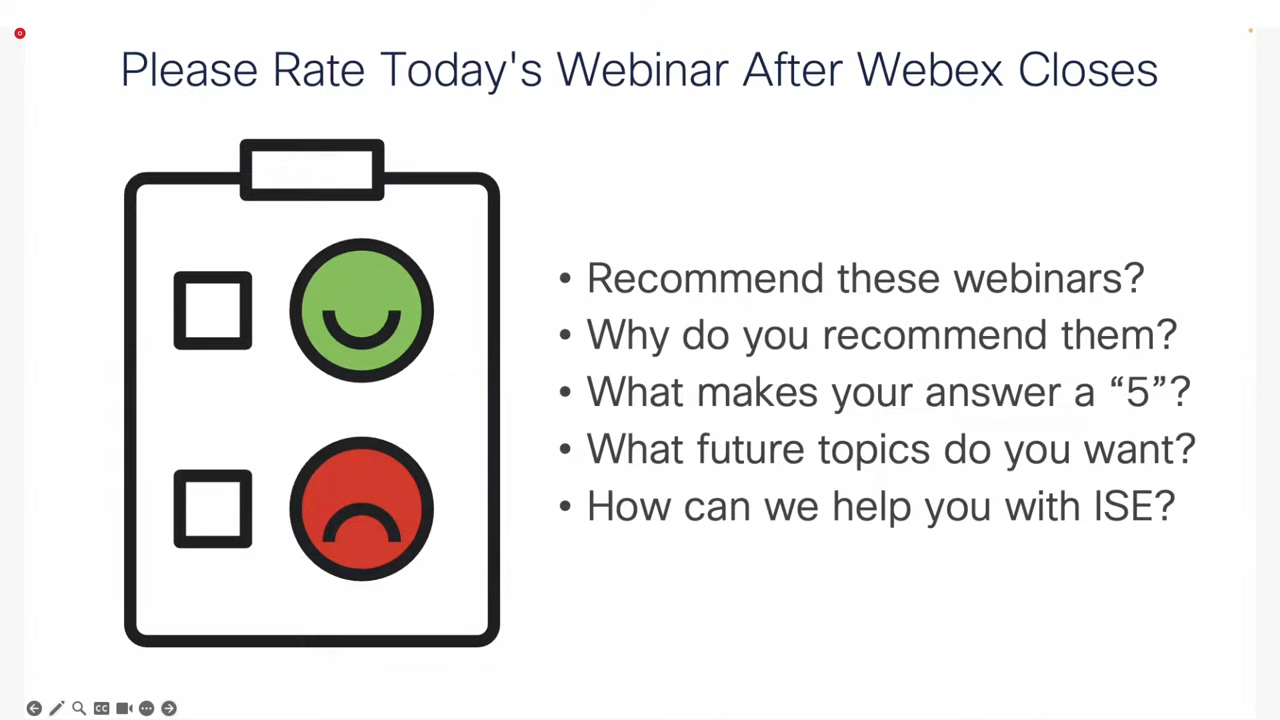 Please Rate Today's Webinar After Webex Closes
• Recommend these webinars?
• Why do you recommend them?
• What makes your answer a “5”?
• What future topics do you want?
• How can we help you with ISE?
CC